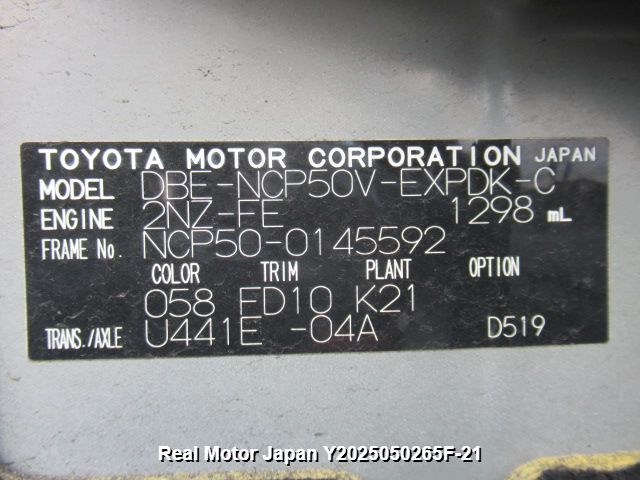 TOYOTA MOTOR CORPORATION JAPAN
MODEL DBE-NCP50V-EXPDK-C
ENGINE 2NZ-FE 1298 mL
FRAME No. NCP50-0145592
COLOR TRIM PLANT OPTION
058 FD10 K21
TRANS./AXLE U441E -04A D519
Real Motor Japan Y2025050265F-21